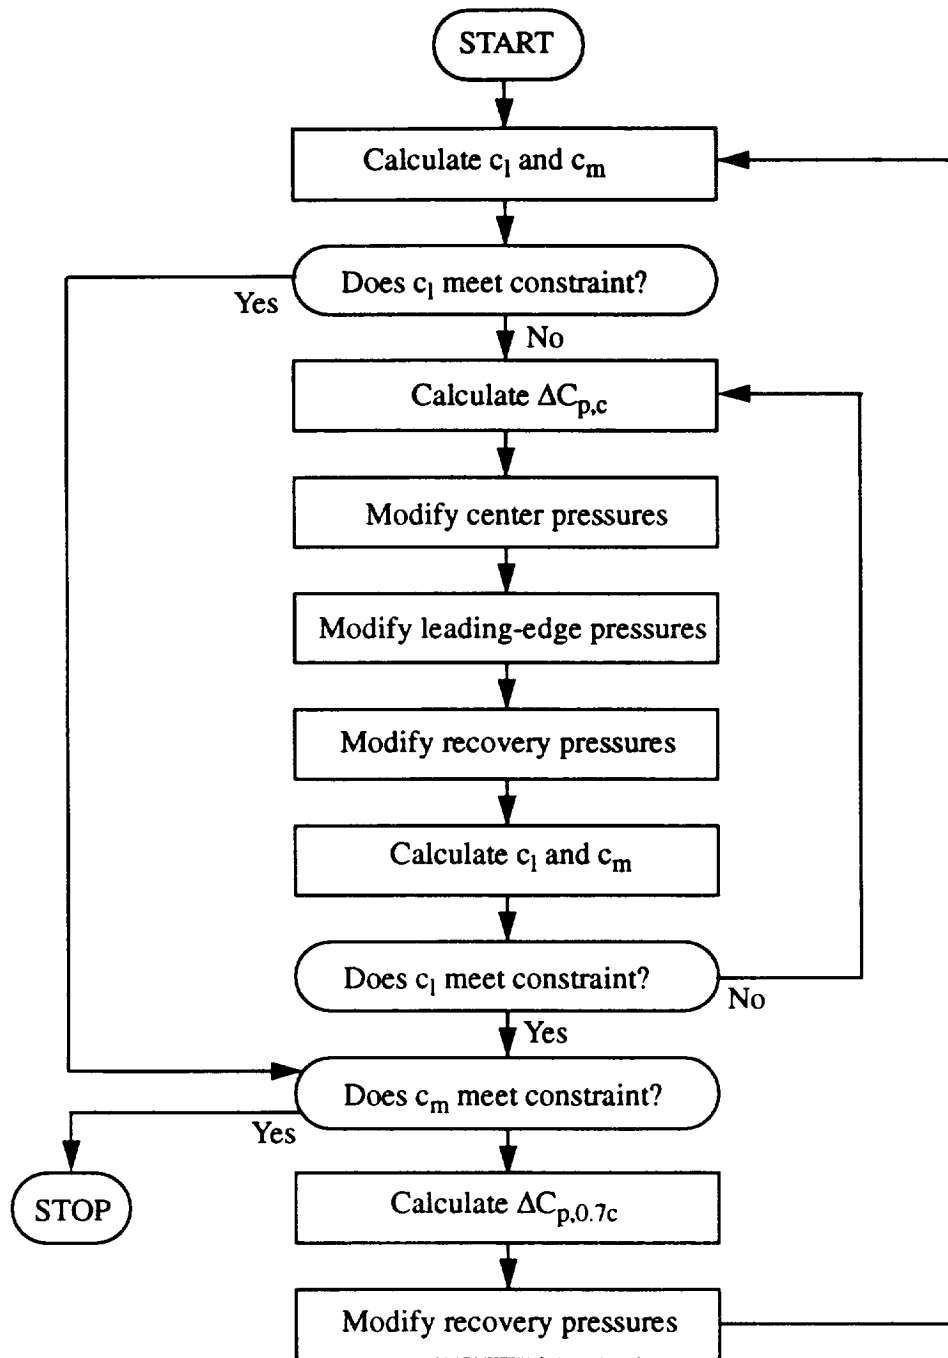 START
Calculate c_l and c_m
Does c_l meet constraint?
Yes
No
Calculate ΔC_p,c
Modify center pressures
Modify leading-edge pressures
Modify recovery pressures
Calculate c_l and c_m
Does c_l meet constraint?
No
Yes
Does c_m meet constraint?
Yes
STOP
Calculate ΔC_p,0.7c
Modify recovery pressures